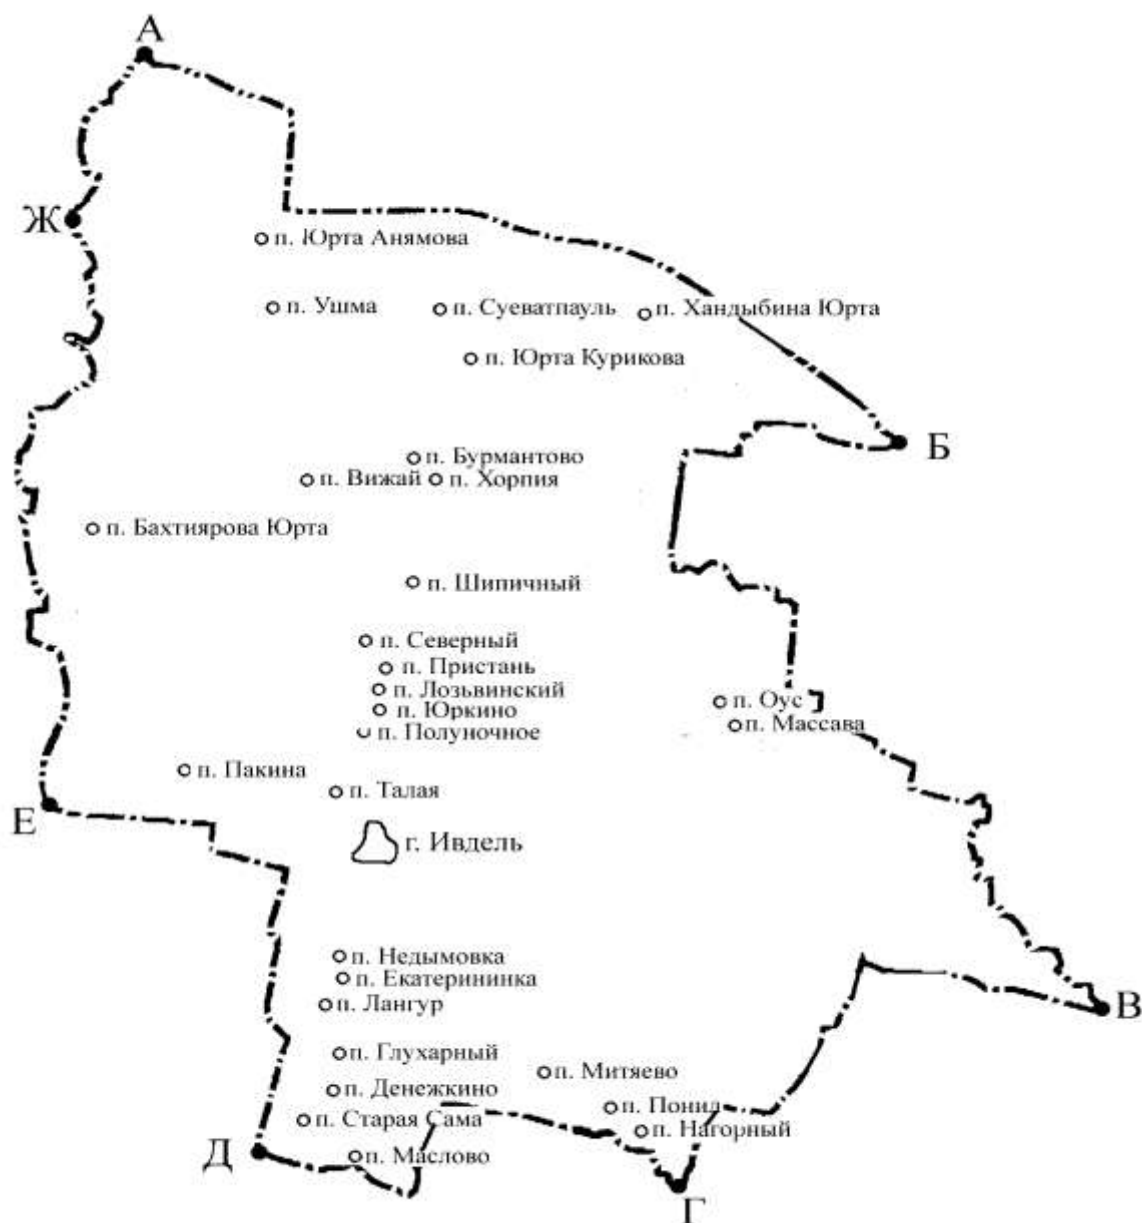 А
Ж
п. Юрта Анямова
п. Ушма
п. Суеватпауль
п. Хандыбина Юрта
п. Юрта Курикова
Б
п. Бурмантово
п. Вижай
п. Хорпия
п. Бахтиярова Юрта
п. Шипичный
п. Северный
п. Пристань
п. Лозьвинский
п. Оус
п. Юркино
п. Массава
п. Полуночное
п. Пакина
п. Талая
Е
г. Ивдель
п. Недымовка
п. Екатерининка
п. Лангур
В
п. Глухарный
п. Митяево
п. Денежкино
п. Понил
п. Старая Сама
п. Нагорный
Д
п. Маслово
Г